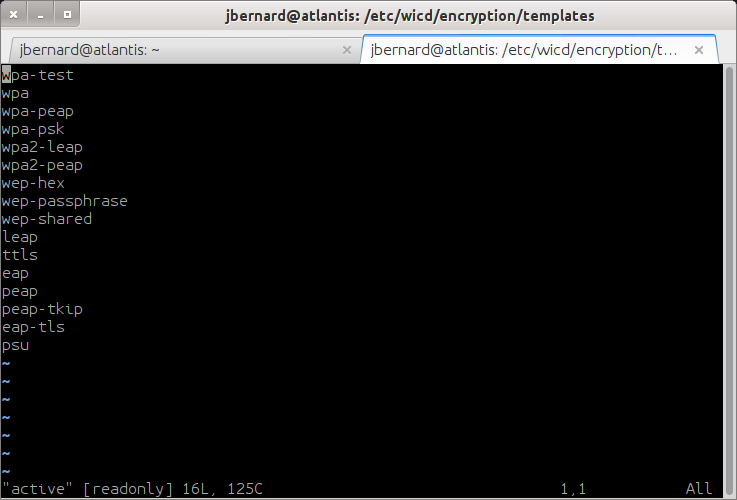 jbernard@atlantis: /etc/wicd/encryption/templates
jbernard@atlantis: ~
jbernard@atlantis: /etc/wicd/encryption/t...
wpa-test
wpa
wpa-peap
wpa-psk
wpa2-leap
wpa2-peap
wep-hex
wep-passphrase
wep-shared
leap
ttls
eap
peap
peap-tkip
eap-tls
psu
~
~
~
~
~
~
~
"active" [readonly] 16L, 125C 1,1 All